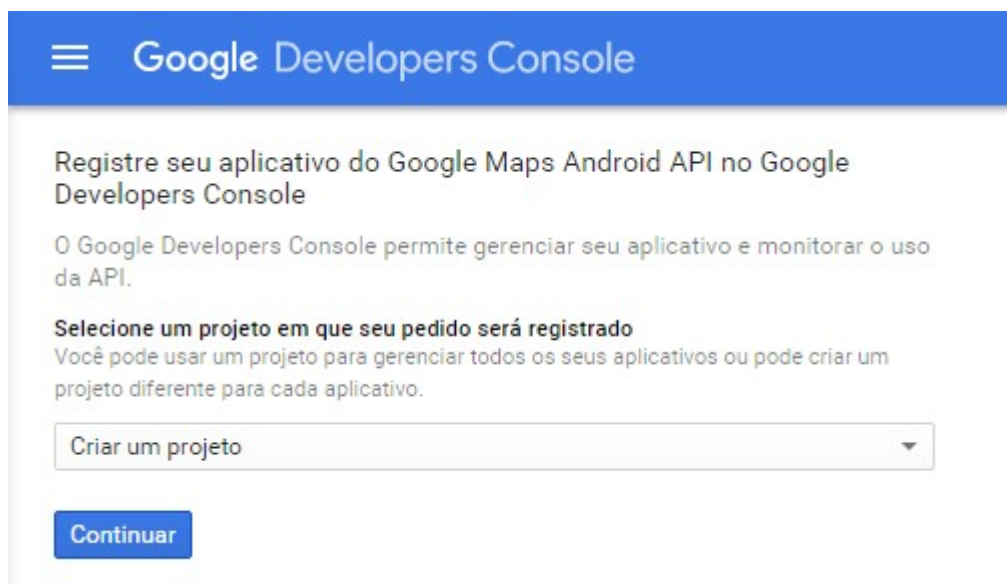 Google Developers Console
Registre seu aplicativo do Google Maps Android API no Google
Developers Console
O Google Developers Console permite gerenciar seu aplicativo e monitorar o uso
da API.
Selecione um projeto em que seu pedido será registrado
Você pode usar um projeto para gerenciar todos os seus aplicativos ou pode criar um
projeto diferente para cada aplicativo.
Criar um projeto
Continuar